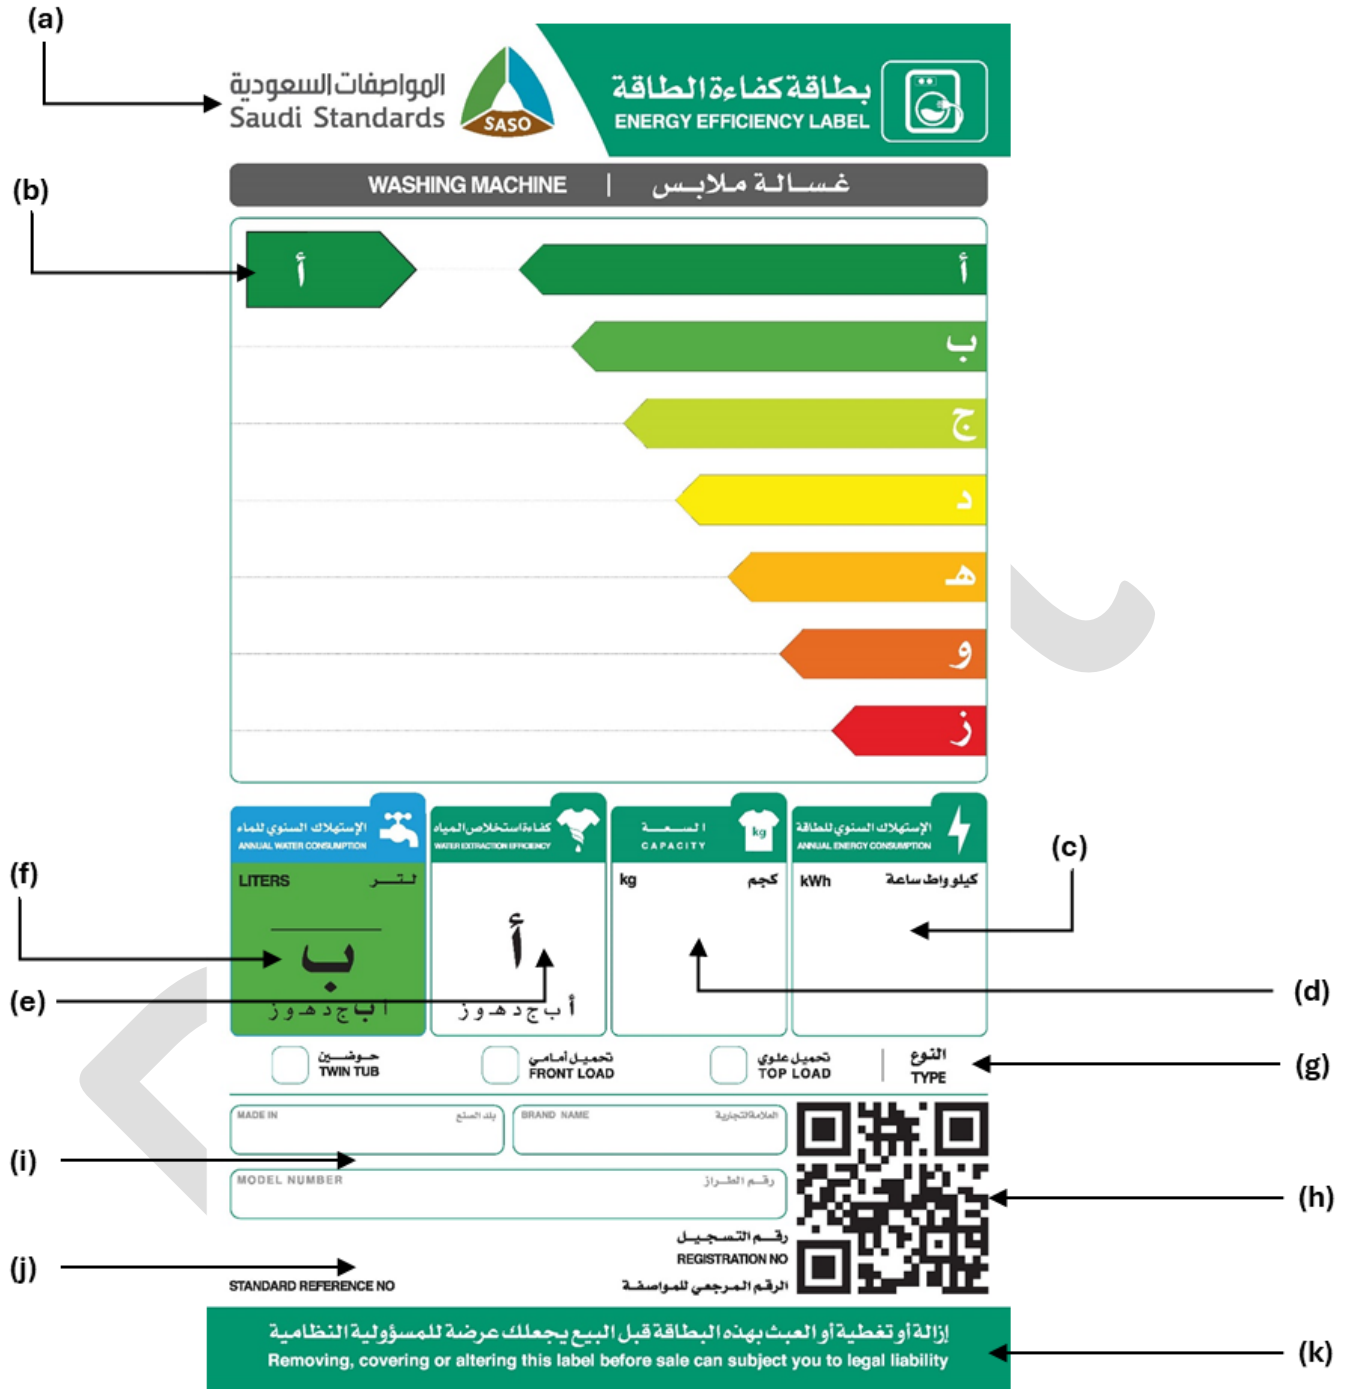 (a)
المواصفات السعودية
Saudi Standards
SASO
بطاقة كفاءة الطاقة
ENERGY EFFICIENCY LABEL
(b)
WASHING MACHINE | غسالة ملابس
أ
أ
ب
ج
د
هـ
و
ز
الإستهلاك السنوي للماء
ANNUAL WATER CONSUMPTION
كفاءة استخلاص المياه
WATER EXTRACTION EFFICIENCY
السعة
CAPACITY
kg
الإستهلاك السنوي للطاقة
ANNUAL ENERGY CONSUMPTION
(c)
(f)
LITERS لتر
ب
أ ب ج د هـ و ز
أ
أ ب ج د هـ و ز
kg كجم
kWh كيلو واط ساعة
(e)
(d)
حوضين
TWIN TUB
تحميل أمامي
FRONT LOAD
تحميل علوي
TOP LOAD
النوع
TYPE
(g)
MADE IN بلد الصنع
BRAND NAME العلامة التجارية
(i)
MODEL NUMBER رقم الطراز
(h)
رقم التسجيل
REGISTRATION NO
(j)
STANDARD REFERENCE NO الرقم المرجعي للمواصفة
إزالة أو تغطية أو العبث بهذه البطاقة قبل البيع يجعلك عرضة للمسؤولية النظامية
Removing, covering or altering this label before sale can subject you to legal liability
(k)